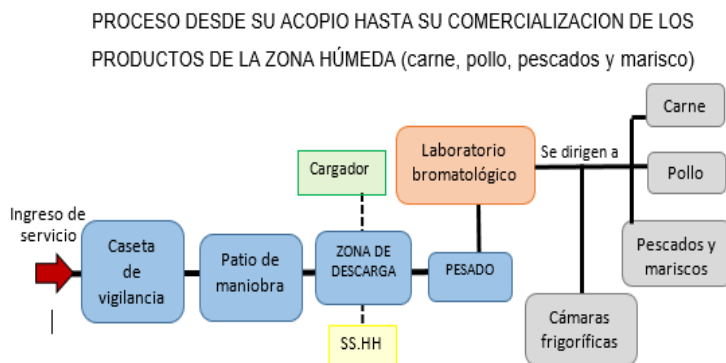 PROCESO DESDE SU ACOPIO HASTA SU COMERCIALIZACION DE LOS
PRODUCTOS DE LA ZONA HÚMEDA (carne, pollo, pescados y marisco)
Ingreso de
servicio
Caseta
de
vigilancia
Patio de
maniobra
Cargador
ZONA DE
DESCARGA
SS.HH
PESADO
Laboratorio
bromatológico
Se dirigen a
Carne
Pollo
Pescados y
mariscos
Cámaras
frigoríficas